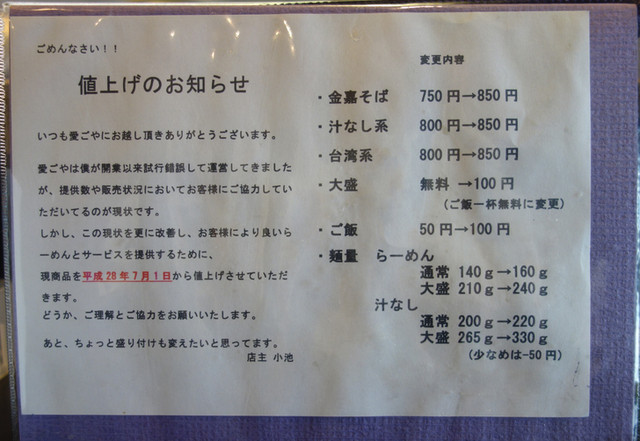 ごめんなさい！！
値上げのお知らせ
いつも愛ごやにお越し頂きありがとうございます。
愛ごやは僕が開業以来試行錯誤して運営してきました
が、提供数や販売状況においてお客様にご協力してい
ただいてるのが現状です。
しかし、この現状を更に改善し、お客様により良いら
ーめんとサービスを提供するために、
現商品を平成28年7月1日から値上げさせていただ
きます。
どうか、ご理解とご協力をお願いいたします。
あと、ちょっと盛り付けも変えたいと思ってます。
店主 小池
変更内容
・金嘉そば 750円→850円
・汁なし系 800円→850円
・台湾系 800円→850円
・大盛 無料 →100円
（ご飯一杯無料に変更）
・ご飯 50円→100円
・麺量 らーめん
通常 140ｇ→160ｇ
大盛 210ｇ→240ｇ
汁なし
通常 200ｇ→220ｇ
大盛 265ｇ→330ｇ
（少なめは-50円）